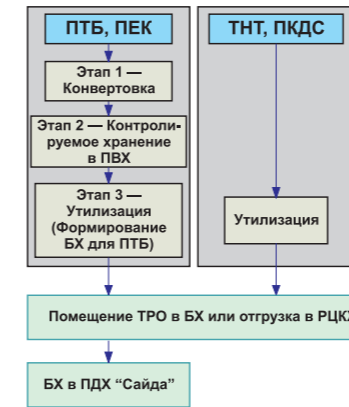 ПТБ, ПЕК
Этап 1 —
Конвертовка
Этап 2 — Контроли-
руемое хранение
в ПВХ
Этап 3 —
Утилизация
(Формирование
БХ для ПТБ)
ТНТ, ПКДС
Утилизация
Помещение ТРО в БХ или отгрузка в РЦКХ
БХ в ПДХ “Сайда”